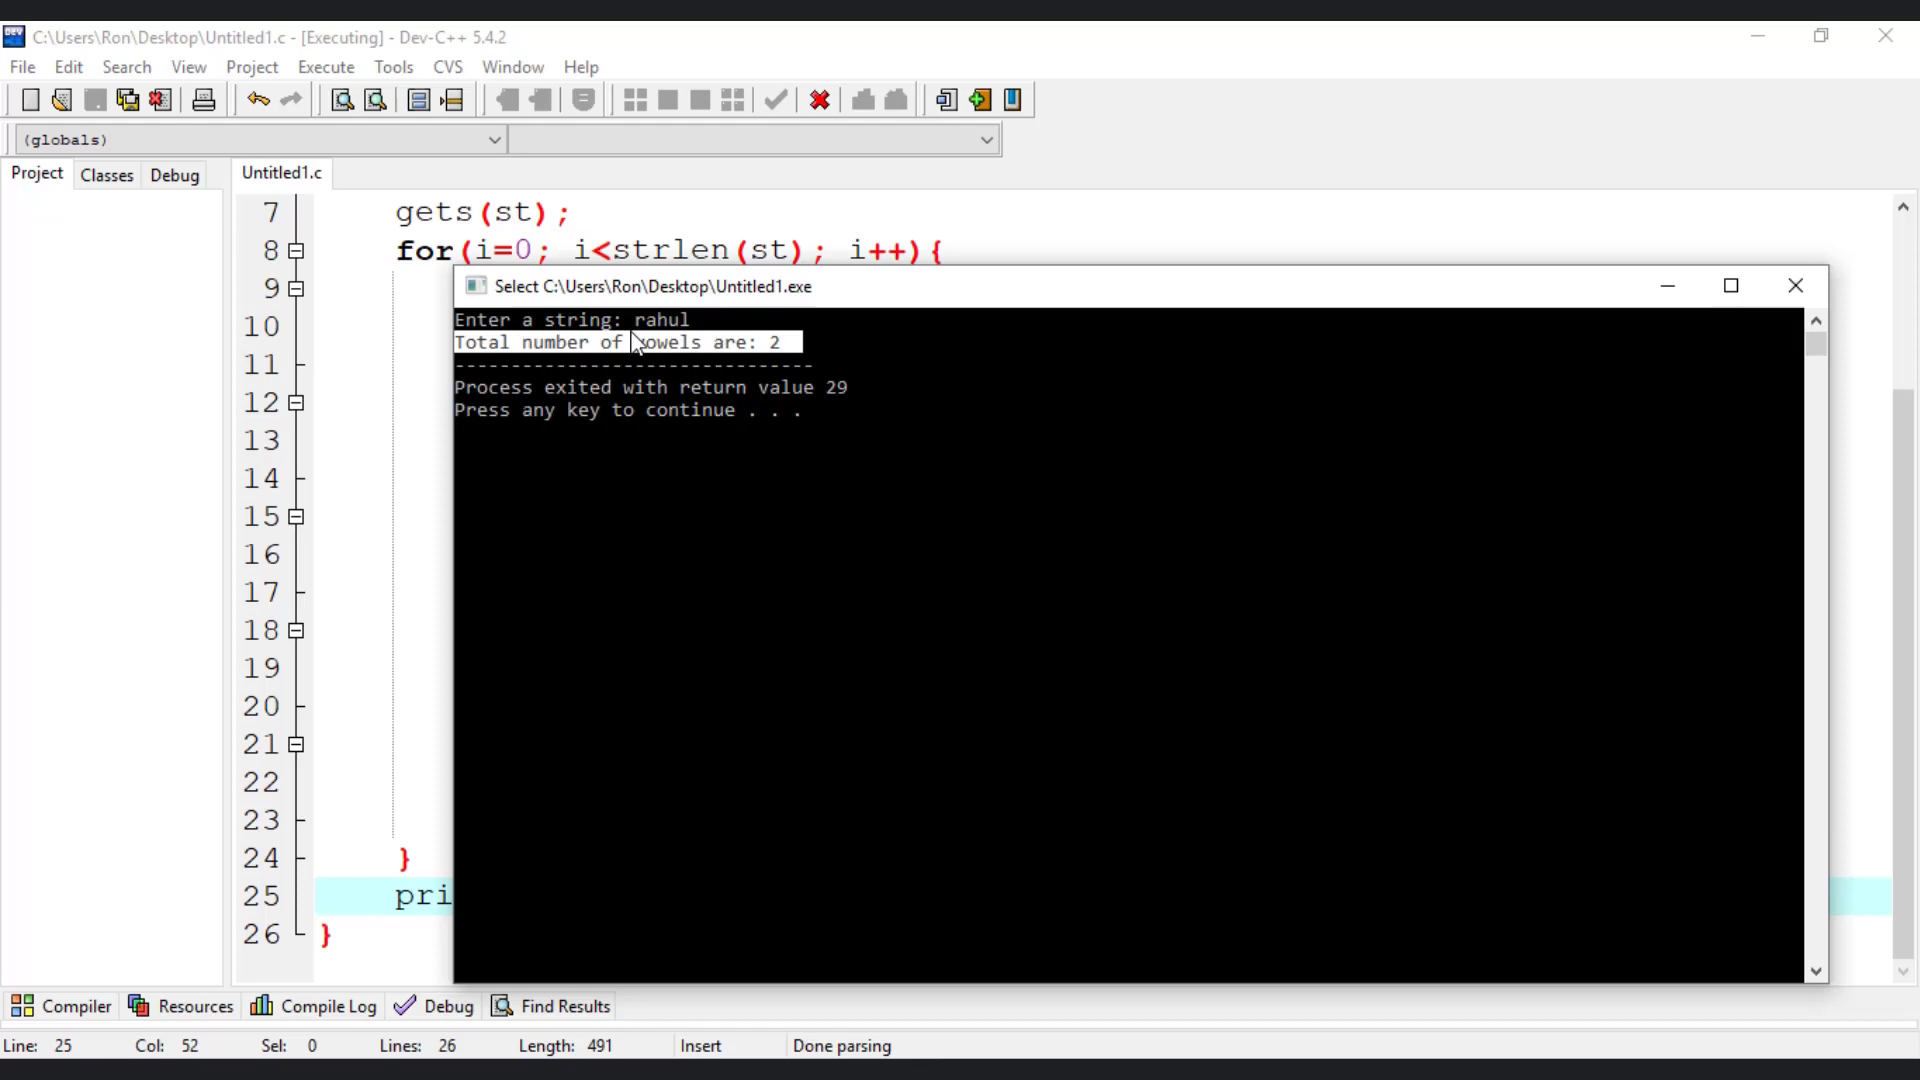 C:\Users\Ron\Desktop\Untitled1.c - [Executing] - Dev-C++ 5.4.2
File Edit Search View Project Execute Tools CVS Window Help
(globals)
Project Classes Debug Untitled1.c
7 gets(st);
8 for(i=0; i<strlen(st); i++){
9
10
11
12
13
14
15
16
17
18
19
20
21
22
23
24 }
25 pri
26 }
Select C:\Users\Ron\Desktop\Untitled1.exe
Enter a string: rahul
Total number of vowels are: 2
--------------------------------
Process exited with return value 29
Press any key to continue . . .
Compiler Resources Compile Log Debug Find Results
Line: 25 Col: 52 Sel: 0 Lines: 26 Length: 491 Insert Done parsing